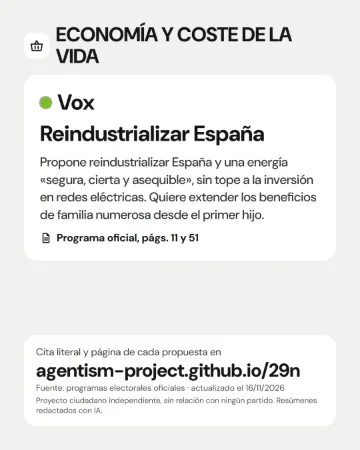 ECONOMÍA Y COSTE DE LA
VIDA
Vox
Reindustrializar España
Propone reindustrializar España y una energía
«segura, cierta y asequible», sin tope a la inversión
en redes eléctricas. Quiere extender los beneficios
de familia numerosa desde el primer hijo.
Programa oficial, págs. 11 y 51
Cita literal y página de cada propuesta en
agentism-project.github.io/29n
Fuente: programas electorales oficiales · actualizado el 16/11/2026
Proyecto ciudadano independiente, sin relación con ningún partido. Resúmenes
redactados con IA.